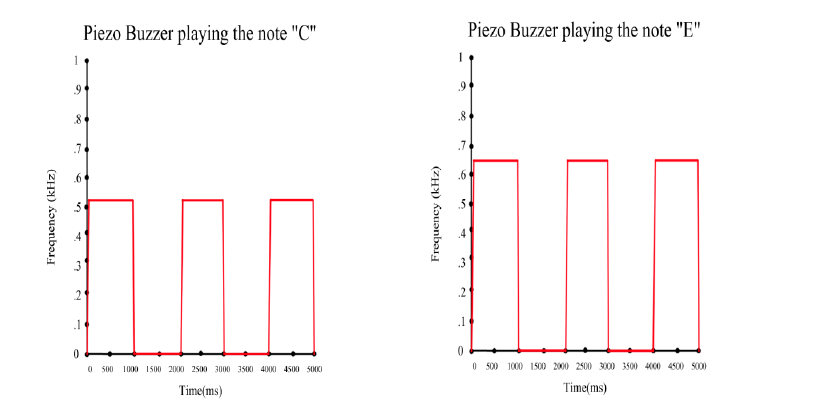 Piezo Buzzer playing the note "C"
1
.9
.8
.7
.6
.5
.4
.3
.2
.1
0
Frequency (kHz)
0 500 1000 1500 2000 2500 3000 3500 4000 4500 5000
Time(ms)
Piezo Buzzer playing the note "E"
1
.9
.8
.7
.6
.5
.4
.3
.2
.1
0
Frequency (kHz)
0 500 1000 1500 2000 2500 3000 3500 4000 4500 5000
Time(ms)